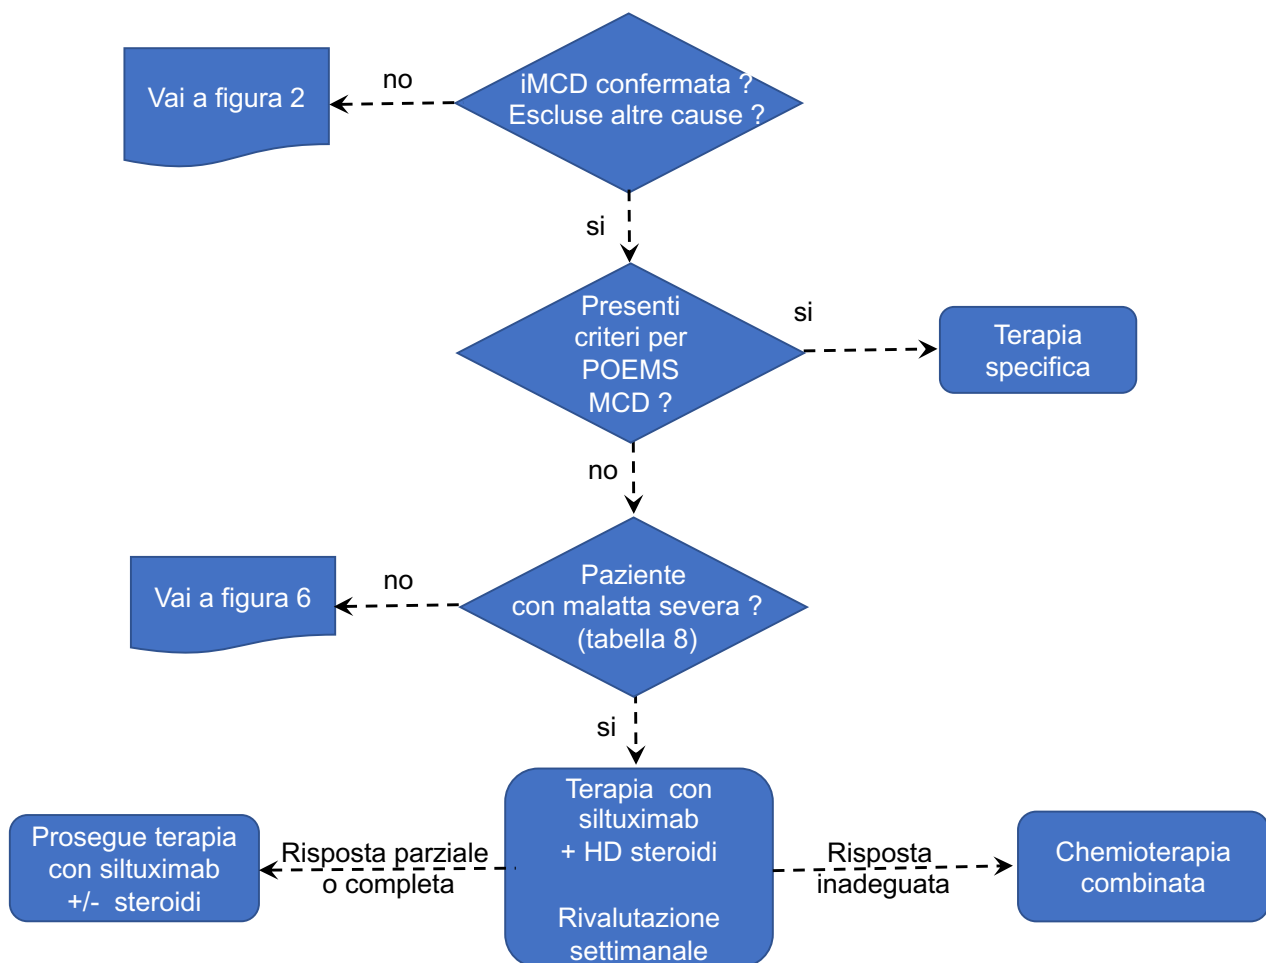 iMCD confermata ?
Escluse altre cause ?
no
Vai a figura 2
si
Presenti
criteri per
POEMS
MCD ?
si
Terapia
specifica
no
Paziente
con malatta severa ?
(tabella 8)
no
Vai a figura 6
si
Terapia con
siltuximab
+ HD steroidi
Rivalutazione
settimanale
Risposta parziale
o completa
Prosegue terapia
con siltuximab
+/- steroidi
Risposta
inadeguata
Chemioterapia
combinata